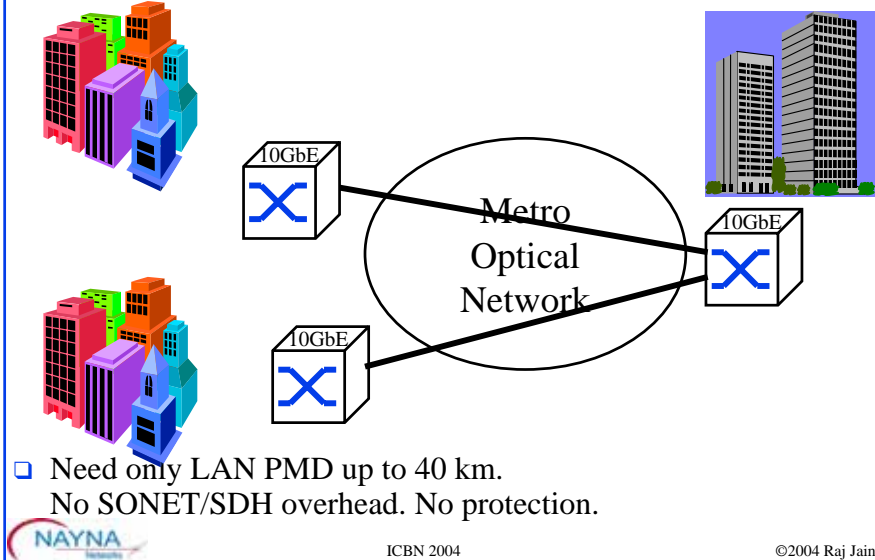 10GbE
Metro
Optical
Network
10GbE
10GbE
❑ Need only LAN PMD up to 40 km.
No SONET/SDH overhead. No protection.
NAYNA
Networks
ICBN 2004
©2004 Raj Jain